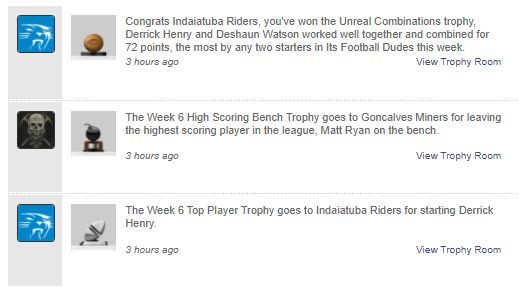 Congrats Indaiatuba Riders, you've won the Unreal Combinations trophy,
Derrick Henry and Deshaun Watson worked well together and combined for
72 points, the most by any two starters in Its Football Dudes this week.
3 hours ago View Trophy Room
The Week 6 High Scoring Bench Trophy goes to Goncalves Miners for leaving
the highest scoring player in the league, Matt Ryan on the bench.
3 hours ago View Trophy Room
The Week 6 Top Player Trophy goes to Indaiatuba Riders for starting Derrick
Henry.
3 hours ago View Trophy Room